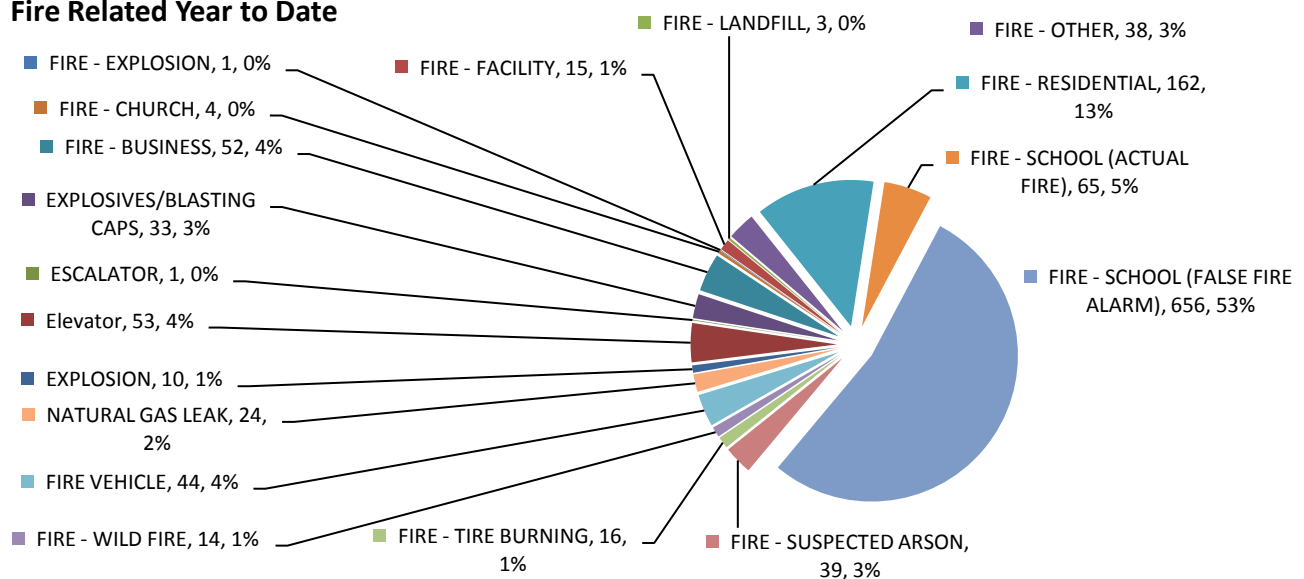 Fire Related Year to Date
FIRE - LANDFILL, 3, 0%
FIRE - OTHER, 38, 3%
FIRE - EXPLOSION, 1, 0%
FIRE - FACILITY, 15, 1%
FIRE - RESIDENTIAL, 162,
13%
FIRE - CHURCH, 4, 0%
FIRE - BUSINESS, 52, 4%
FIRE - SCHOOL (ACTUAL
FIRE), 65, 5%
EXPLOSIVES/BLASTING
CAPS, 33, 3%
ESCALATOR, 1, 0%
FIRE - SCHOOL (FALSE FIRE
ALARM), 656, 53%
Elevator, 53, 4%
EXPLOSION, 10, 1%
NATURAL GAS LEAK, 24,
2%
FIRE VEHICLE, 44, 4%
FIRE - WILD FIRE, 14, 1%
FIRE - TIRE BURNING, 16,
1%
FIRE - SUSPECTED ARSON,
39, 3%